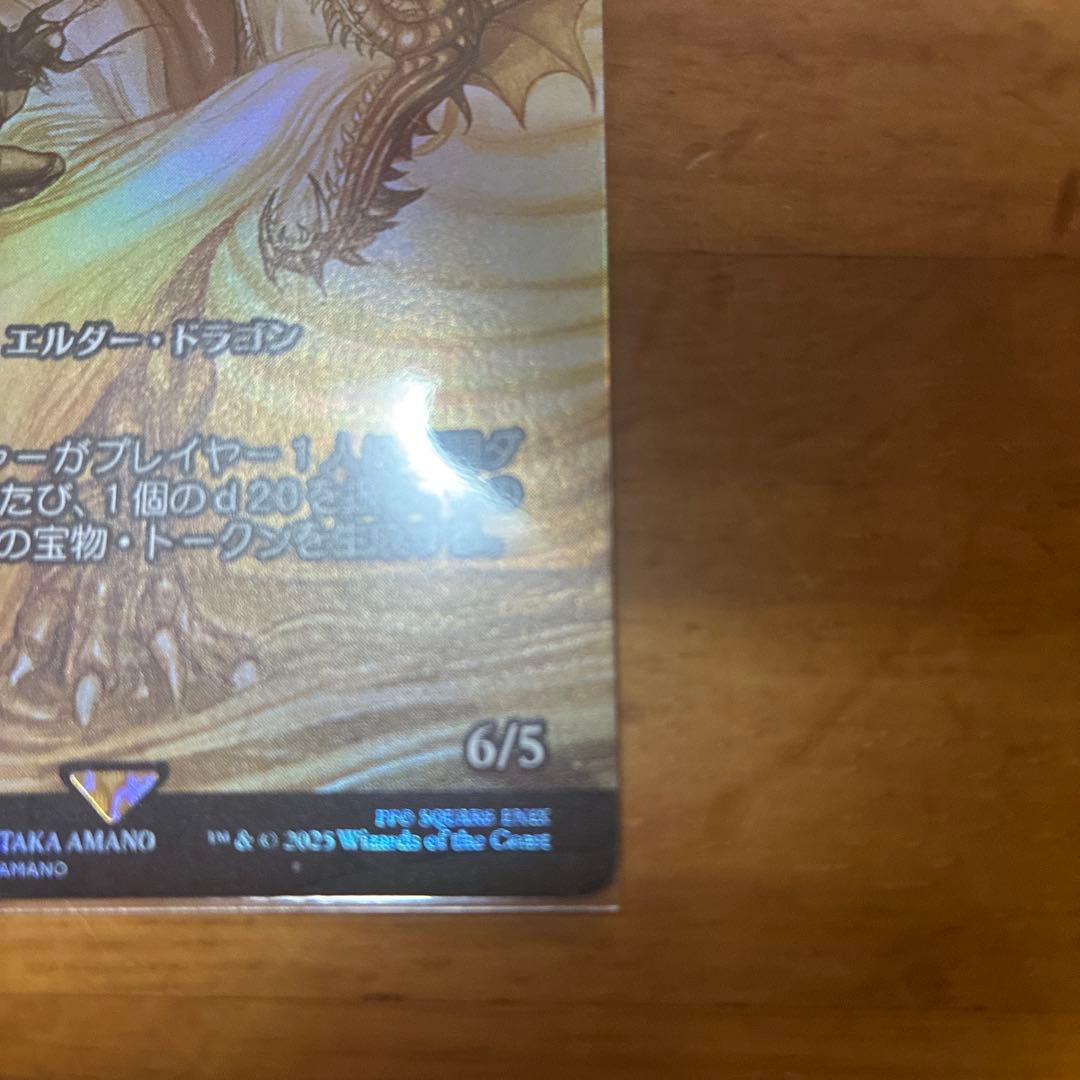 エルダー・ドラゴン
ーがプレイヤー1人
たび、1個のd20を
の宝物・トークンを生
6/5
TAKA AMANO
AMANO
™ & © 2025 Wizards of the Coast